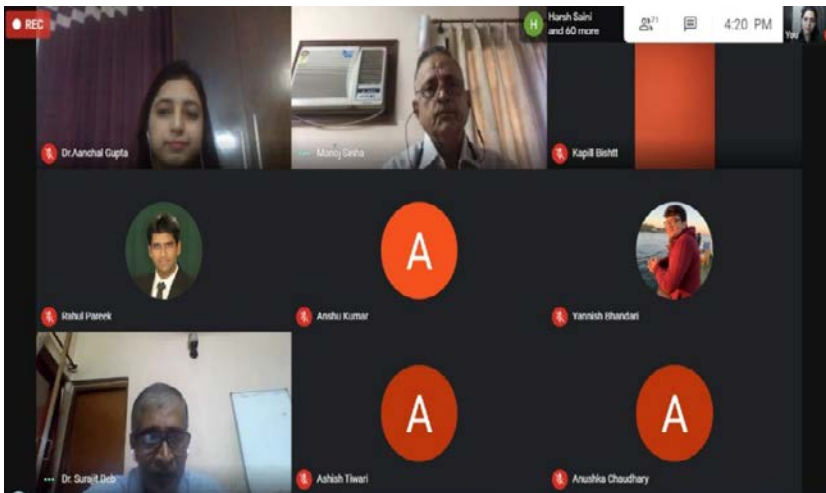 REC
H
Harsh Saini
and 60 more
71
4:20 PM
You
Dr.Aanchal Gupta
Manoj Sinha
Kapill Bishtt
Rahul Pareek
A
Anshu Kumar
Yannish Bhandari
Dr. Surajit Deb
A
Ashish Tiwari
A
Anushka Chaudhary